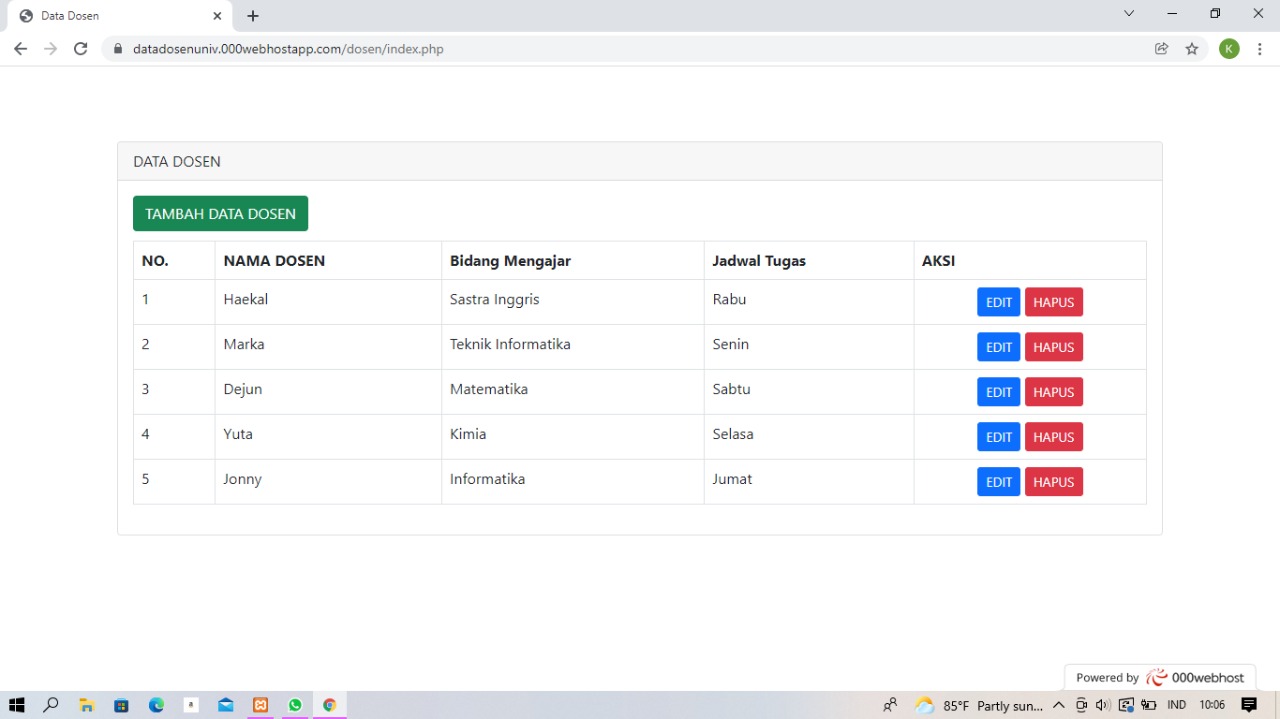 Data Dosen
datadosenuniv.000webhostapp.com/dosen/index.php
K
DATA DOSEN
TAMBAH DATA DOSEN
NO. NAMA DOSEN Bidang Mengajar Jadwal Tugas AKSI
1 Haekal Sastra Inggris Rabu EDIT HAPUS
2 Marka Teknik Informatika Senin EDIT HAPUS
3 Dejun Matematika Sabtu EDIT HAPUS
4 Yuta Kimia Selasa EDIT HAPUS
5 Jonny Informatika Jumat EDIT HAPUS
Powered by 000webhost
a 85°F Partly sun... IND 10:06